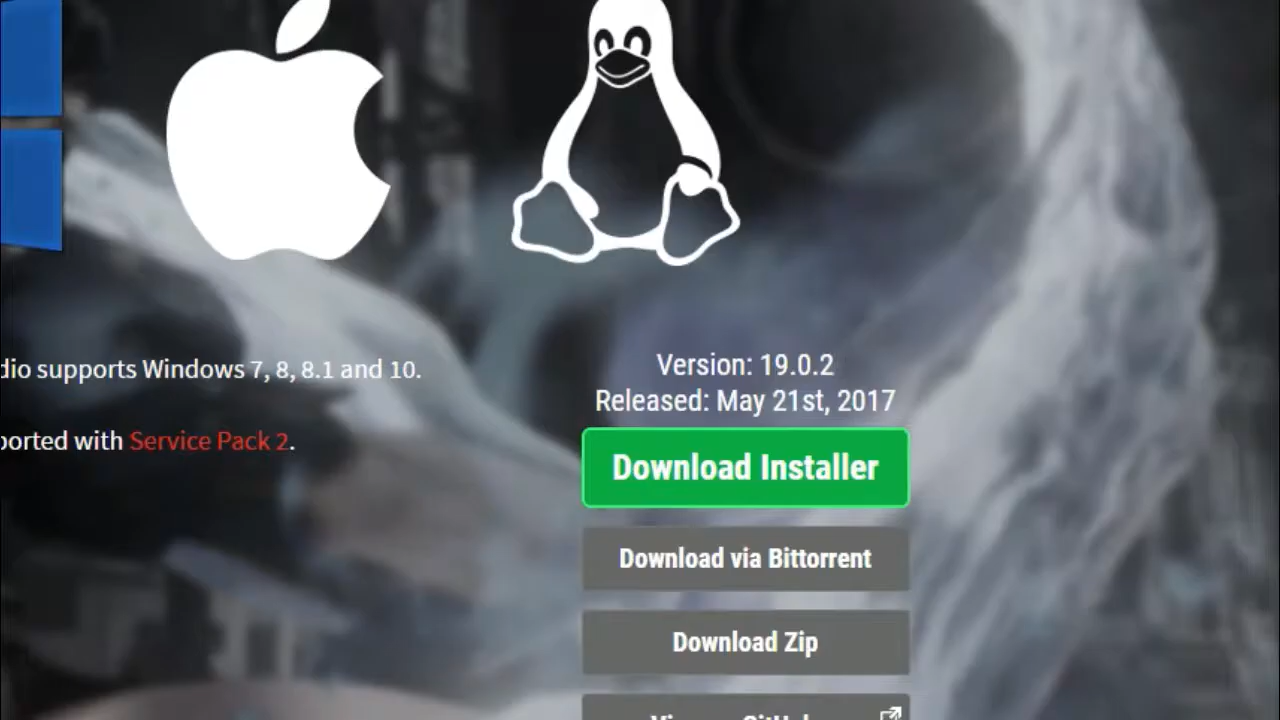 dio supports Windows 7, 8, 8.1 and 10.
ported with Service Pack 2.
Version: 19.0.2
Released: May 21st, 2017
Download Installer
Download via Bittorrent
Download Zip